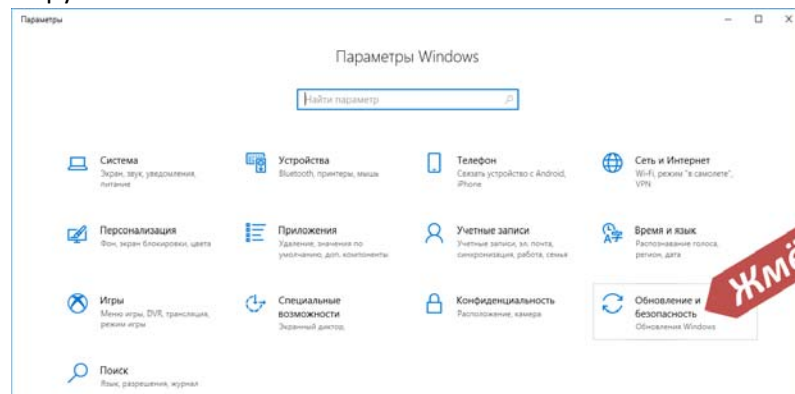 Параметры
Параметры Windows
Найти параметр
Система
Экран, звук, уведомления,
питание
Устройства
Bluetooth, принтеры, мышь
Телефон
Связать устройство с Android,
iPhone
Сеть и Интернет
Wi-Fi, режим "в самолете",
VPN
Персонализация
Фон, экран блокировки, цвета
Приложения
Удаление, значения по
умолчанию, доп. компоненты
Учетные записи
Учетные записи, эл. почта,
синхронизация, работа, семья
Время и язык
Распознавание голоса,
регион, дата
Жмё
Игры
Меню игры, DVR, трансляция,
режим игры
Специальные
возможности
Экранный диктор,
Конфиденциальность
Расположение, камера
Обновление и
безопасность
Обновления Windows
Поиск
Язык, разрешения, журнал